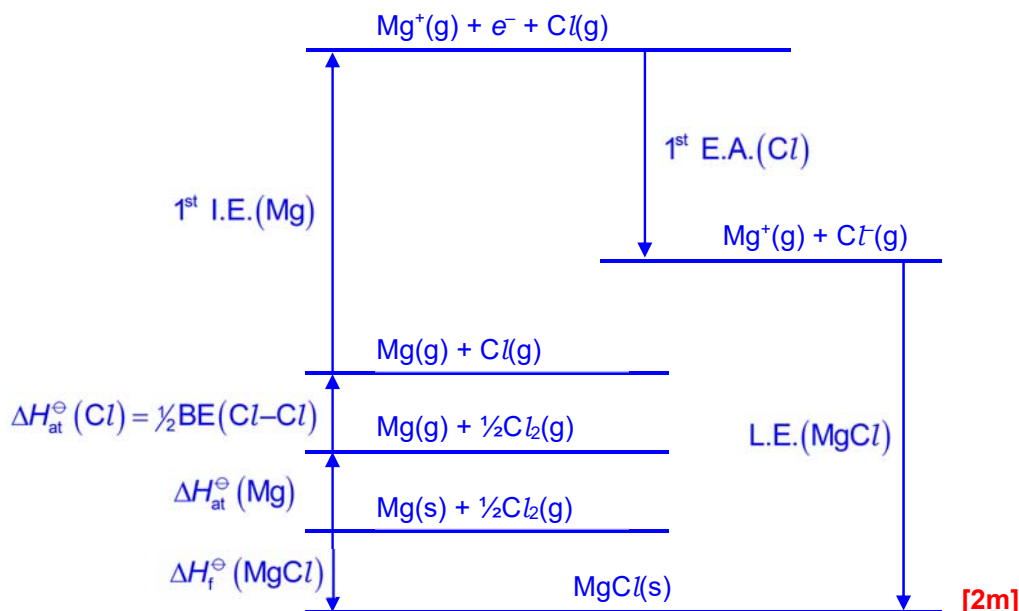 Mg⁺(g) + e⁻ + Cl(g)
1ˢᵗ E.A.(Cl)
1ˢᵗ I.E.(Mg)
Mg⁺(g) + Cl⁻(g)
Mg(g) + Cl(g)
ΔH⦵at(Cl) = ½BE(Cl–Cl)
Mg(g) + ½Cl₂(g)
L.E.(MgCl)
ΔH⦵at(Mg)
Mg(s) + ½Cl₂(g)
ΔH⦵f(MgCl)
MgCl(s)
[2m]